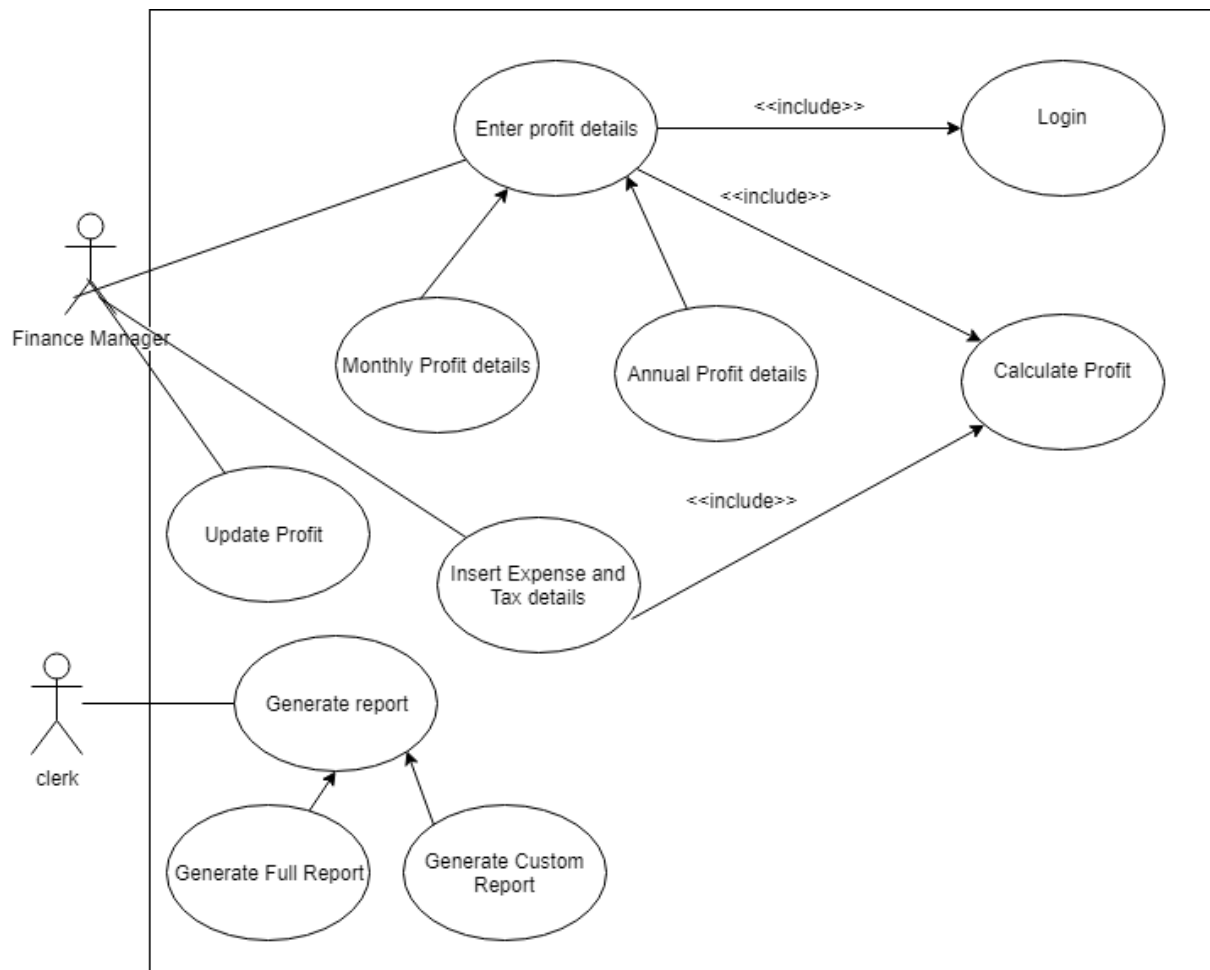 <<include>>
Login
Enter profit details
<<include>>
Finance Manager
Monthly Profit details
Annual Profit details
Calculate Profit
<<include>>
Update Profit
Insert Expense and
Tax details
Generate report
clerk
Generate Full Report
Generate Custom
Report